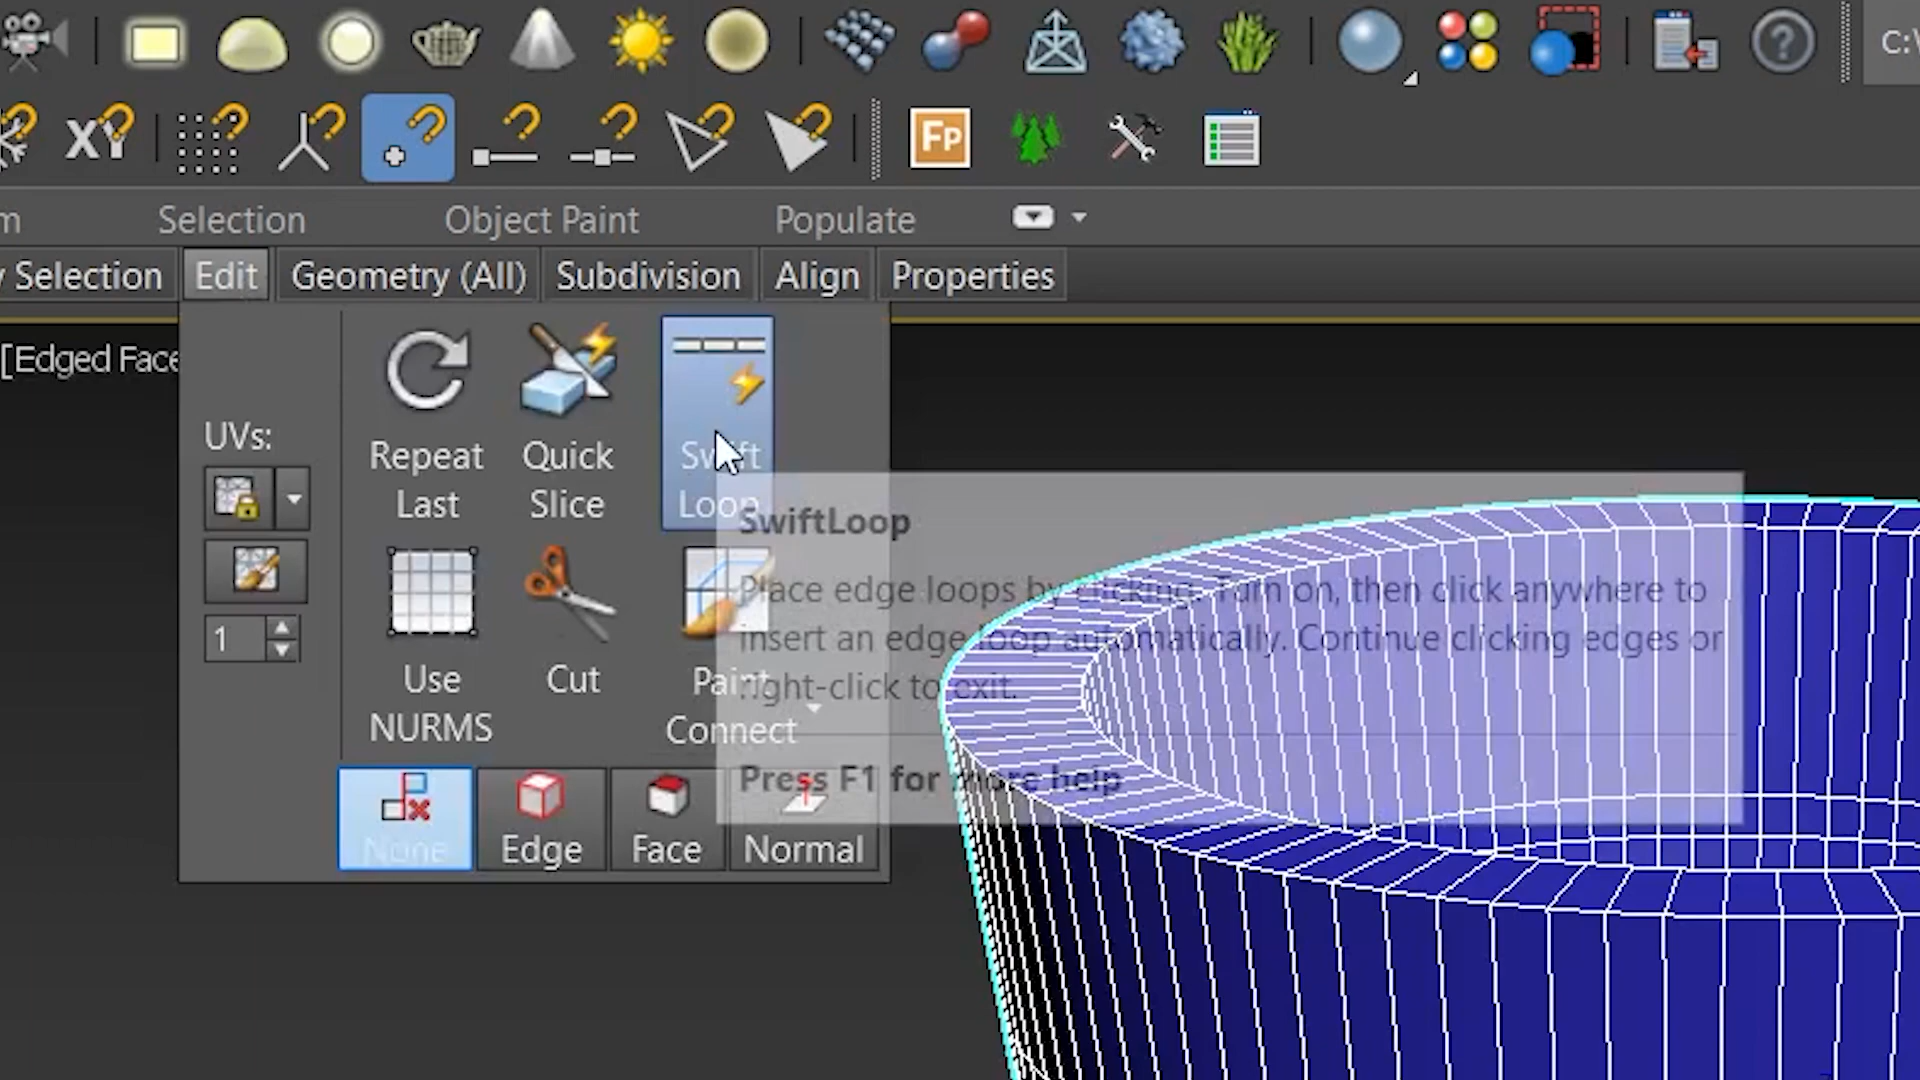 C:\
XY
Fp
m
Selection
Object Paint
Populate
y Selection
Edit
Geometry (All)
Subdivision
Align
Properties
[Edged Face
UVs:
1
Repeat
Last
Quick
Slice
Swift
Loop
Use
NURMS
Cut
Paint
Connect
None
Edge
Face
Normal
SwiftLoop
Place edge loops by clicking. Turn on, then click anywhere to
insert an edge loop automatically. Continue clicking edges or
right-click to exit.
Press F1 for more help